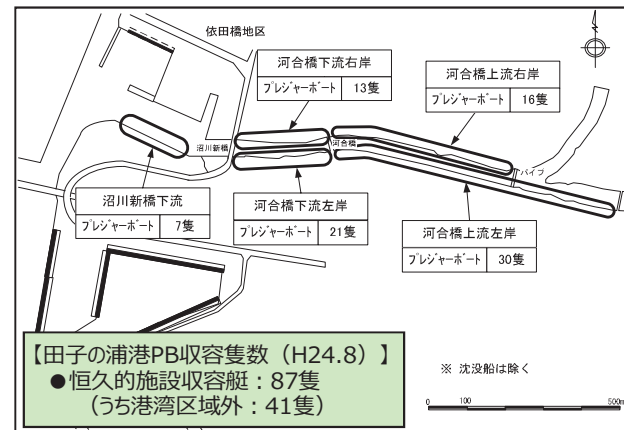 依田橋地区
河合橋下流右岸
プレジャーボート 13隻
河合橋上流右岸
プレジャーボート 16隻
沼川新橋
河合橋
パイプ
沼川新橋下流
プレジャーボート 7隻
河合橋下流左岸
プレジャーボート 21隻
河合橋上流左岸
プレジャーボート 30隻
【田子の浦港PB収容隻数（H24.8）】
●恒久的施設収容艇：87隻
（うち港湾区域外：41隻）
※ 沈没船は除く
0 100 500m